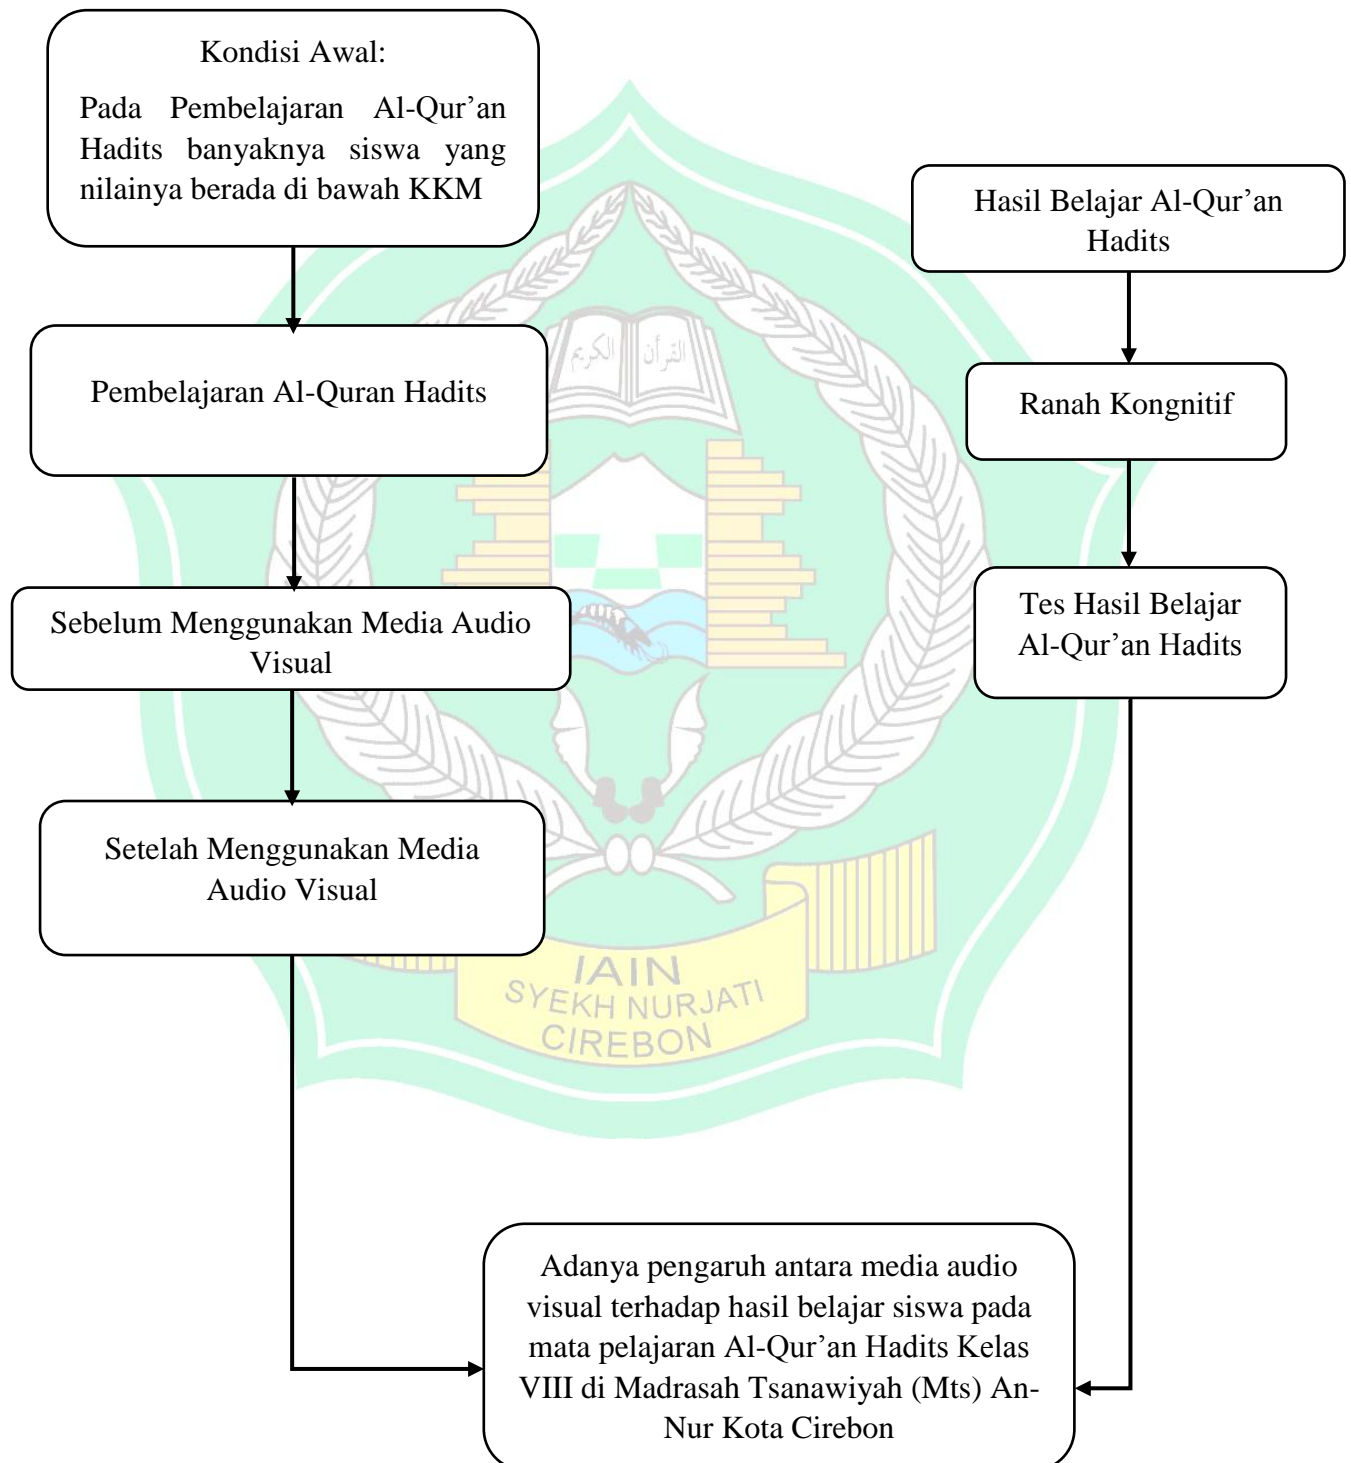 Kondisi Awal:
Pada Pembelajaran Al-Qur’an
Hadits banyaknya siswa yang
nilainya berada di bawah KKM
Hasil Belajar Al-Qur’an
Hadits
Pembelajaran Al-Quran Hadits
Ranah Kongnitif
Sebelum Menggunakan Media Audio
Visual
Tes Hasil Belajar
Al-Qur’an Hadits
Setelah Menggunakan Media
Audio Visual
الكريم القرآن
IAIN
SYEKH NURJATI
CIREBON
Adanya pengaruh antara media audio
visual terhadap hasil belajar siswa pada
mata pelajaran Al-Qur’an Hadits Kelas
VIII di Madrasah Tsanawiyah (Mts) An-
Nur Kota Cirebon